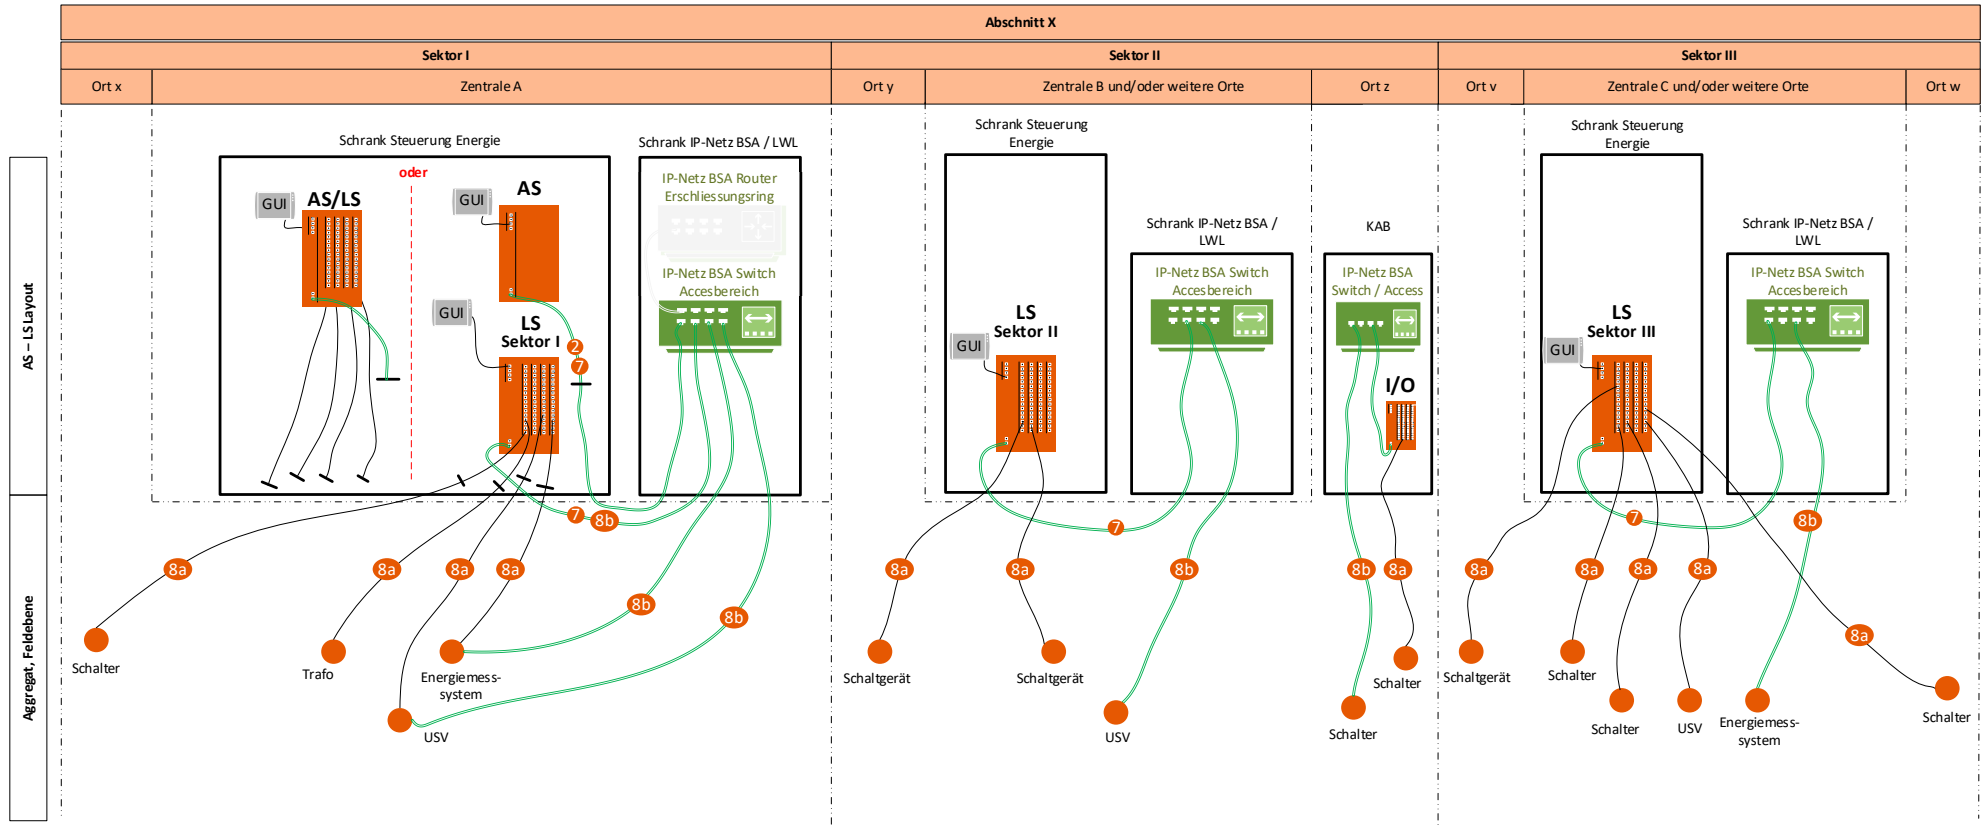 Abschnitt X
Sektor I
Sektor II
Sektor III
Ort x
Zentrale A
Ort y
Zentrale B und/oder weitere Orte
Ort z
Ort v
Zentrale C und/oder weitere Orte
Ort w
AS – LS Layout
Aggregat, Feldebene
Schrank Steuerung Energie
oder
GUI
AS/LS
GUI
AS
GUI
LS
Sektor I
2
7
Schrank IP-Netz BSA / LWL
IP-Netz BSA Router
Erschliessungsring
IP-Netz BSA Switch
Accesbereich
7
8b
8a
8a
8a
8a
8b
8b
Schalter
Trafo
Energiemess-
system
USV
Schrank Steuerung
Energie
GUI
LS
Sektor II
Schrank IP-Netz BSA /
LWL
IP-Netz BSA Switch
Accesbereich
7
8a
8a
8b
Schaltgerät
Schaltgerät
USV
KAB
IP-Netz BSA
Switch / Access
I/O
8b
8a
Schalter
Schalter
Schrank Steuerung
Energie
GUI
LS
Sektor III
Schrank IP-Netz BSA /
LWL
IP-Netz BSA Switch
Accesbereich
7
8b
8a
8a
8a
8a
8a
Schaltgerät
Schalter
Schalter
USV
Energiemess-
system
Schalter